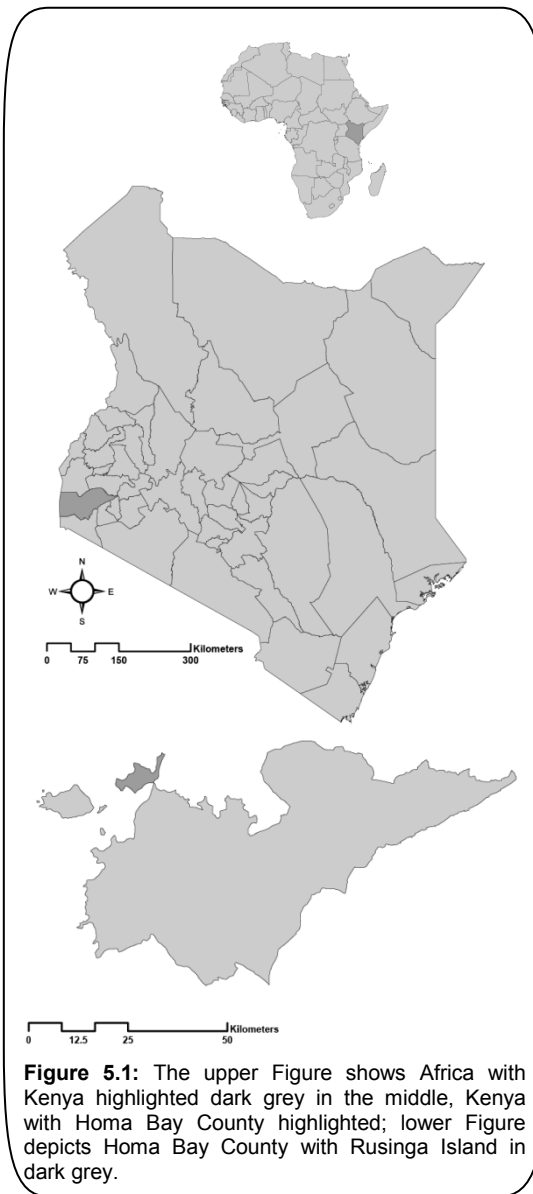 N
W E
S
Kilometers
0 75 150 300
Kilometers
0 12.5 25 50
Figure 5.1: The upper Figure shows Africa with
Kenya highlighted dark grey in the middle, Kenya
with Homa Bay County highlighted; lower Figure
depicts Homa Bay County with Rusinga Island in
dark grey.